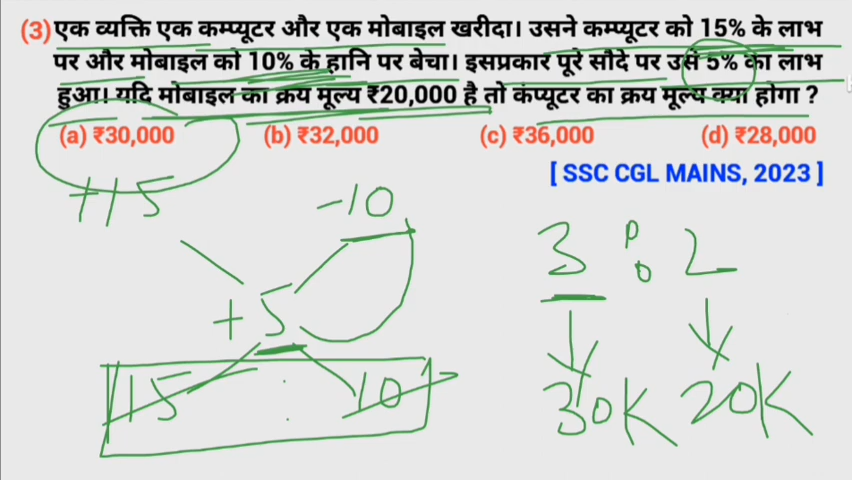 (3) एक व्यक्ति एक कम्प्यूटर और एक मोबाइल खरीदा। उसने कम्प्यूटर को 15% के लाभ
पर और मोबाइल को 10% के हानि पर बेचा। इसप्रकार पूरे सौदे पर उसे 5% का लाभ
हुआ। यदि मोबाइल का क्रय मूल्य ₹20,000 है तो कंप्यूटर का क्रय मूल्य क्या होगा ?
(a) ₹30,000 (b) ₹32,000 (c) ₹36,000 (d) ₹28,000
[ SSC CGL MAINS, 2023 ]
+15 -10
3 : 2
+5
15 10
30K 20K